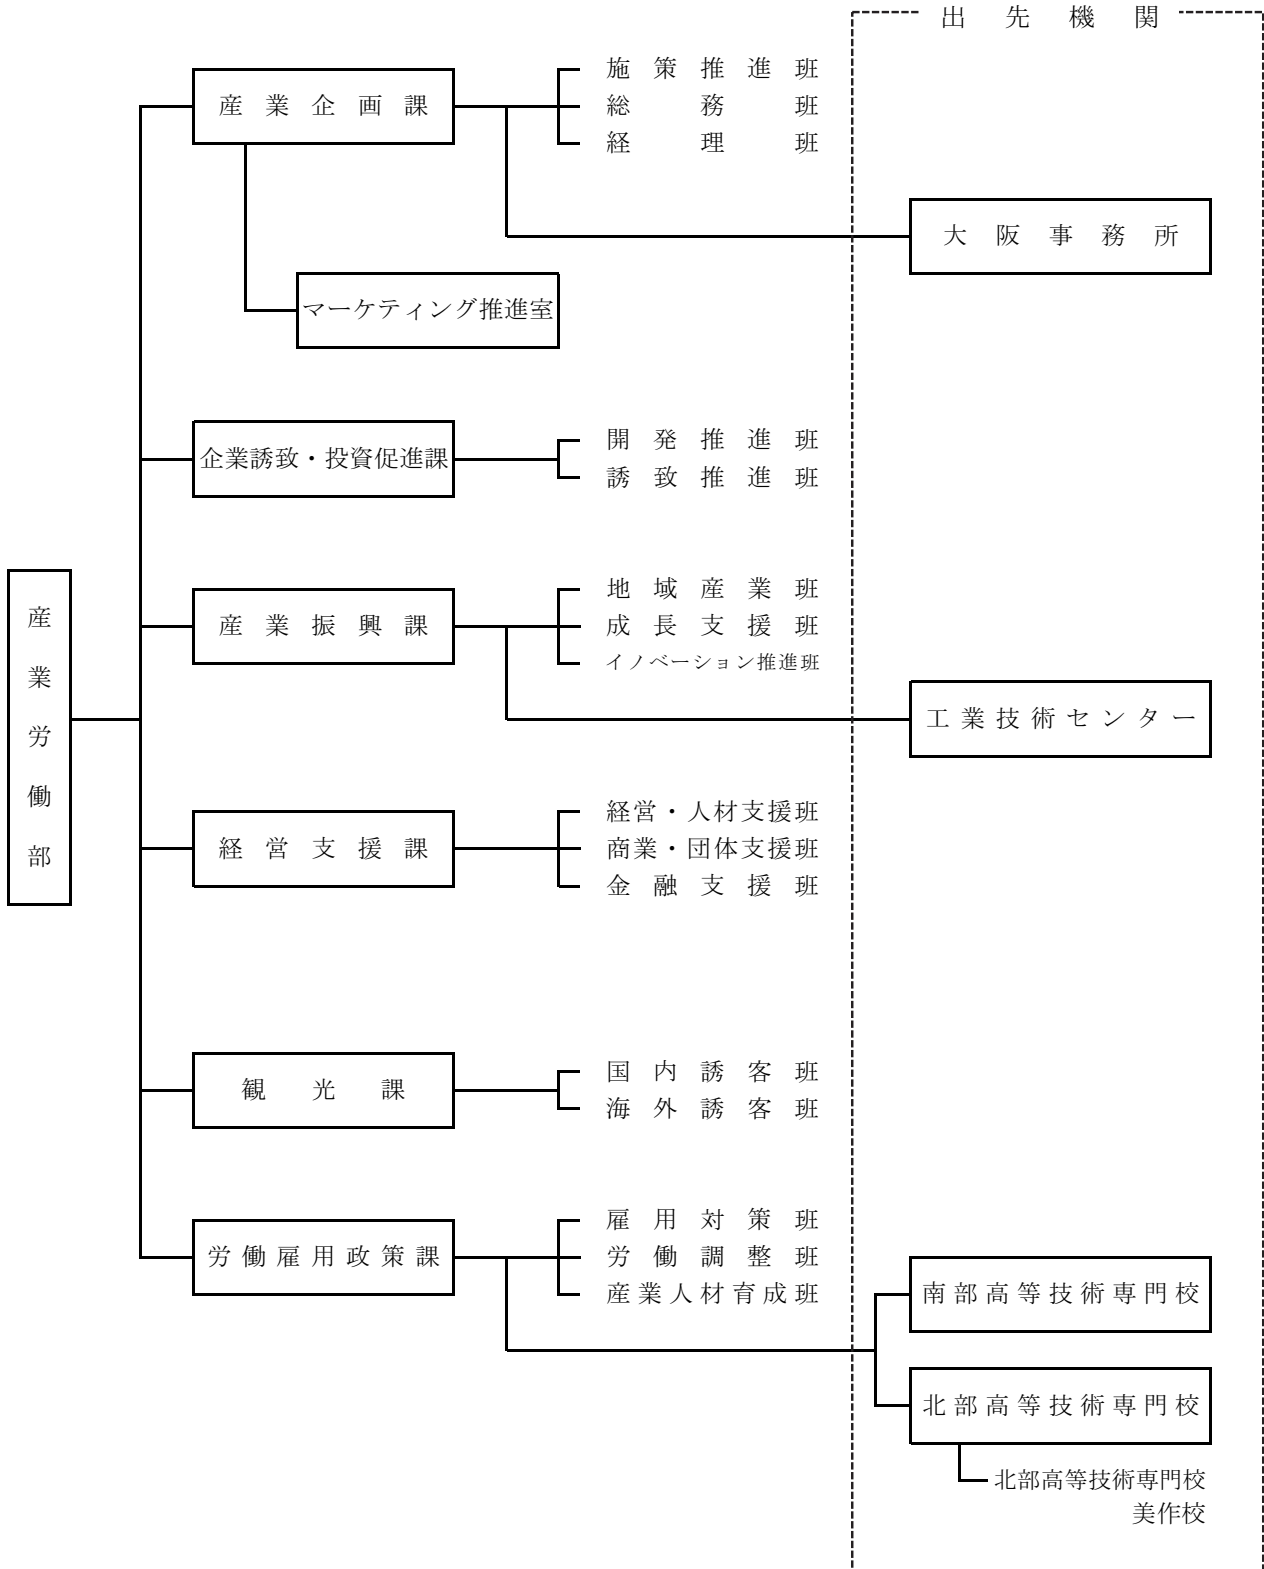 出先機関
産業労働部
産業企画課
施策推進班
総務班
経理班
大阪事務所
マーケティング推進室
企業誘致・投資促進課
開発推進班
誘致推進班
産業振興課
地域産業班
成長支援班
イノベーション推進班
工業技術センター
経営支援課
経営・人材支援班
商業・団体支援班
金融支援班
観光課
国内誘客班
海外誘客班
労働雇用政策課
雇用対策班
労働調整班
産業人材育成班
南部高等技術専門校
北部高等技術専門校
北部高等技術専門校
美作校